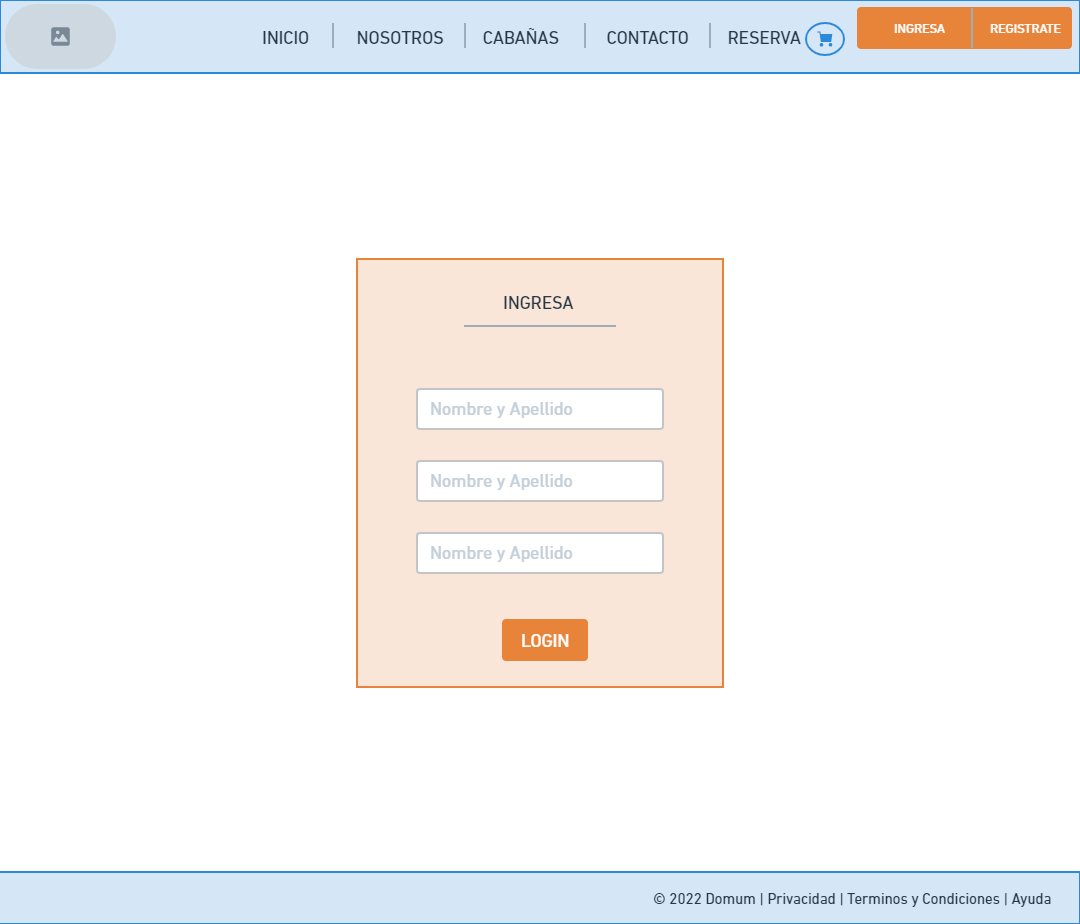 INICIO NOSOTROS CABAÑAS CONTACTO RESERVA INGRESA REGISTRATE
INGRESA
Nombre y Apellido
Nombre y Apellido
Nombre y Apellido
LOGIN
© 2022 Domum | Privacidad | Terminos y Condiciones | Ayuda